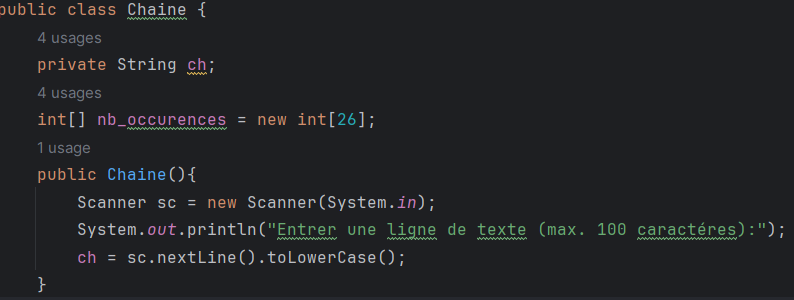 public class Chaine {
4 usages
private String ch;
4 usages
int[] nb_occurences = new int[26];
1 usage
public Chaine(){
Scanner sc = new Scanner(System.in);
System.out.println("Entrer une ligne de texte (max. 100 caractéres):");
ch = sc.nextLine().toLowerCase();
}